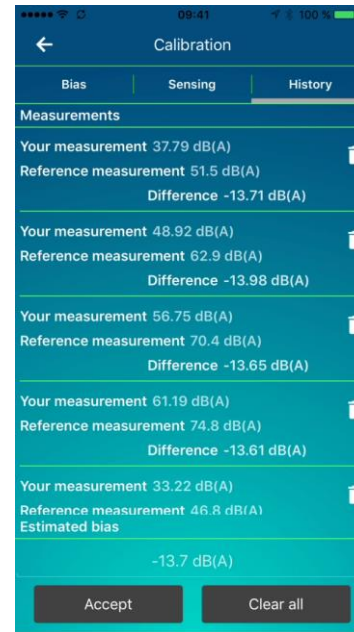 09:41 100 %
Calibration
Bias Sensing History
Measurements
Your measurement 37.79 dB(A)
Reference measurement 51.5 dB(A)
Difference -13.71 dB(A)
Your measurement 48.92 dB(A)
Reference measurement 62.9 dB(A)
Difference -13.98 dB(A)
Your measurement 56.75 dB(A)
Reference measurement 70.4 dB(A)
Difference -13.65 dB(A)
Your measurement 61.19 dB(A)
Reference measurement 74.8 dB(A)
Difference -13.61 dB(A)
Your measurement 33.22 dB(A)
Reference measurement 46.8 dB(A)
Estimated bias
-13.7 dB(A)
Accept Clear all